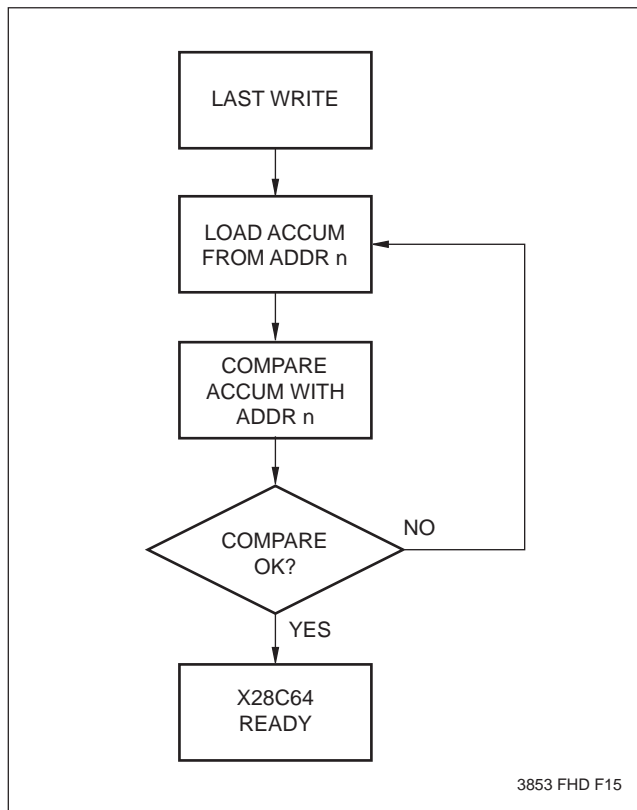 LAST WRITE
LOAD ACCUM
FROM ADDR n
COMPARE
ACCUM WITH
ADDR n
COMPARE
OK?
NO
YES
X28C64
READY
3853 FHD F15